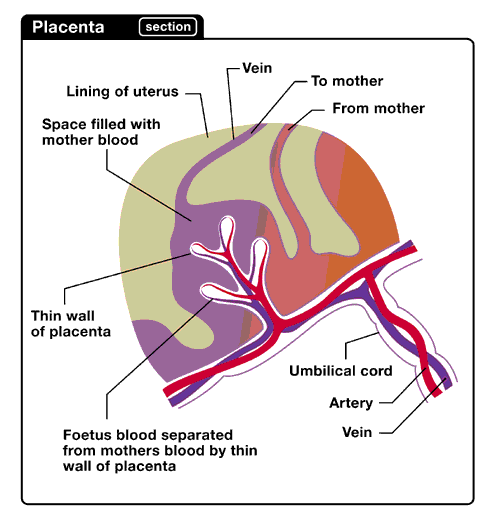 Placenta
section
Vein
To mother
Lining of uterus
From mother
Space filled with
mother blood
Thin wall
of placenta
Umbilical cord
Artery
Foetus blood separated
from mothers blood by thin
wall of placenta
Vein